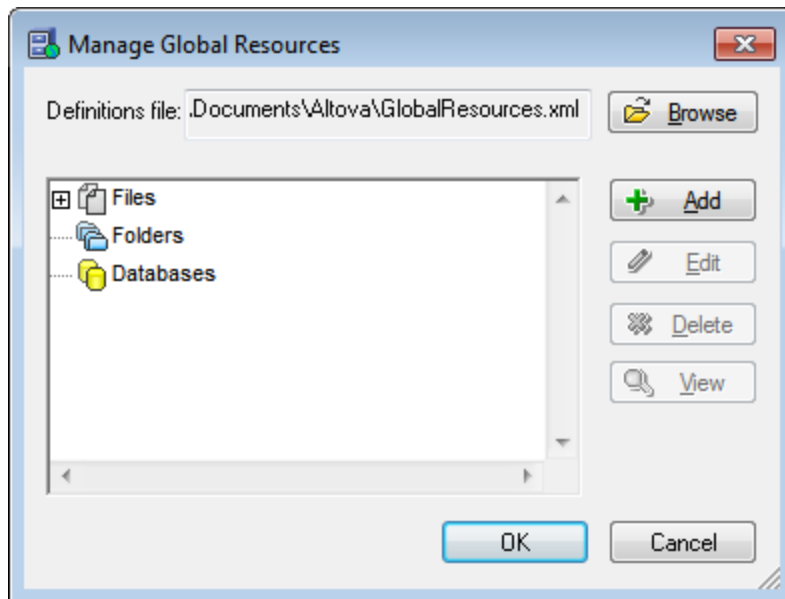 Manage Global Resources
Definitions file: .Documents\Altova\GlobalResources.xml Browse
Files
Folders
Databases
Add
Edit
Delete
View
OK Cancel